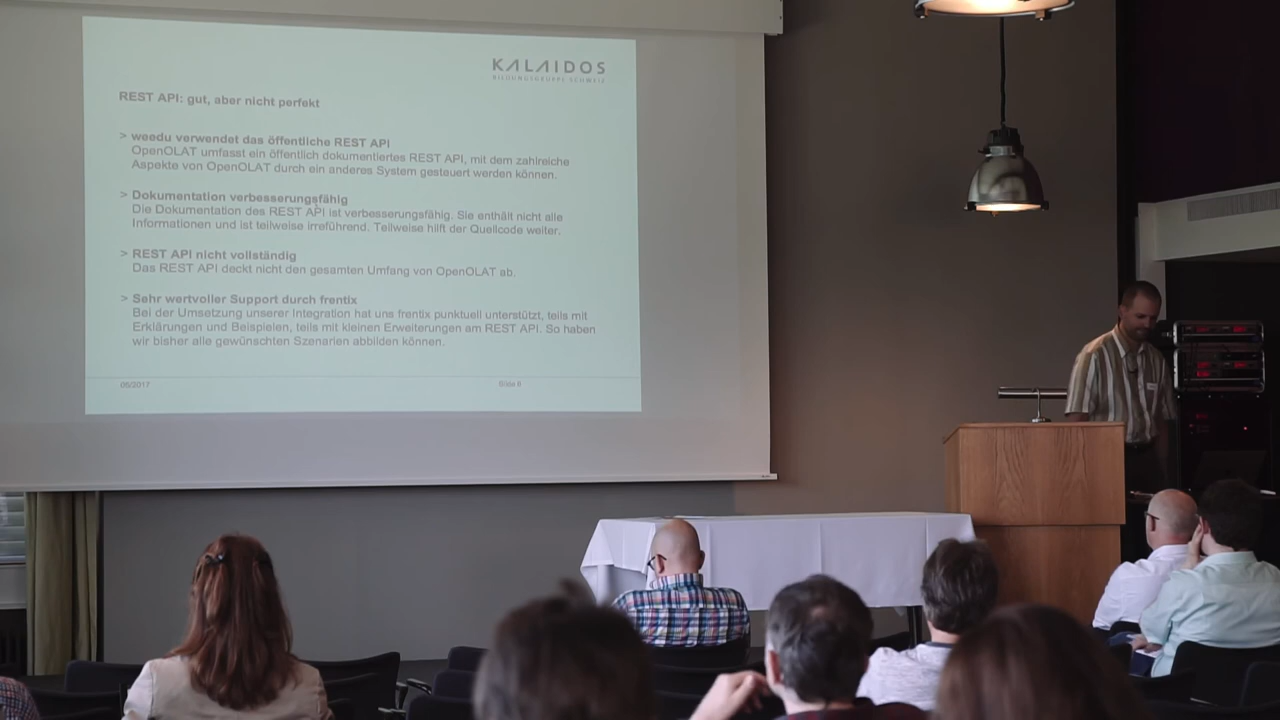 KALAIDOS
BILDUNGSGRUPPE SCHWEIZ
REST API: gut, aber nicht perfekt
> weedu verwendet das öffentliche REST API
OpenOLAT umfasst ein öffentlich dokumentiertes REST API, mit dem zahlreiche
Aspekte von OpenOLAT durch ein anderes System gesteuert werden können.
> Dokumentation verbesserungsfähig
Die Dokumentation des REST API ist verbesserungsfähig. Sie enthält nicht alle
Informationen und ist teilweise irreführend. Teilweise hilft der Quellcode weiter.
> REST API nicht vollständig
Das REST API deckt nicht den gesamten Umfang von OpenOLAT ab.
> Sehr wertvoller Support durch frentix
Bei der Umsetzung unserer Integration hat uns frentix punktuell unterstützt, teils mit
Erklärungen und Beispielen, teils mit kleinen Erweiterungen am REST API. So haben
wir bisher alle gewünschten Szenarien abbilden können.
06/2017
Slide 8